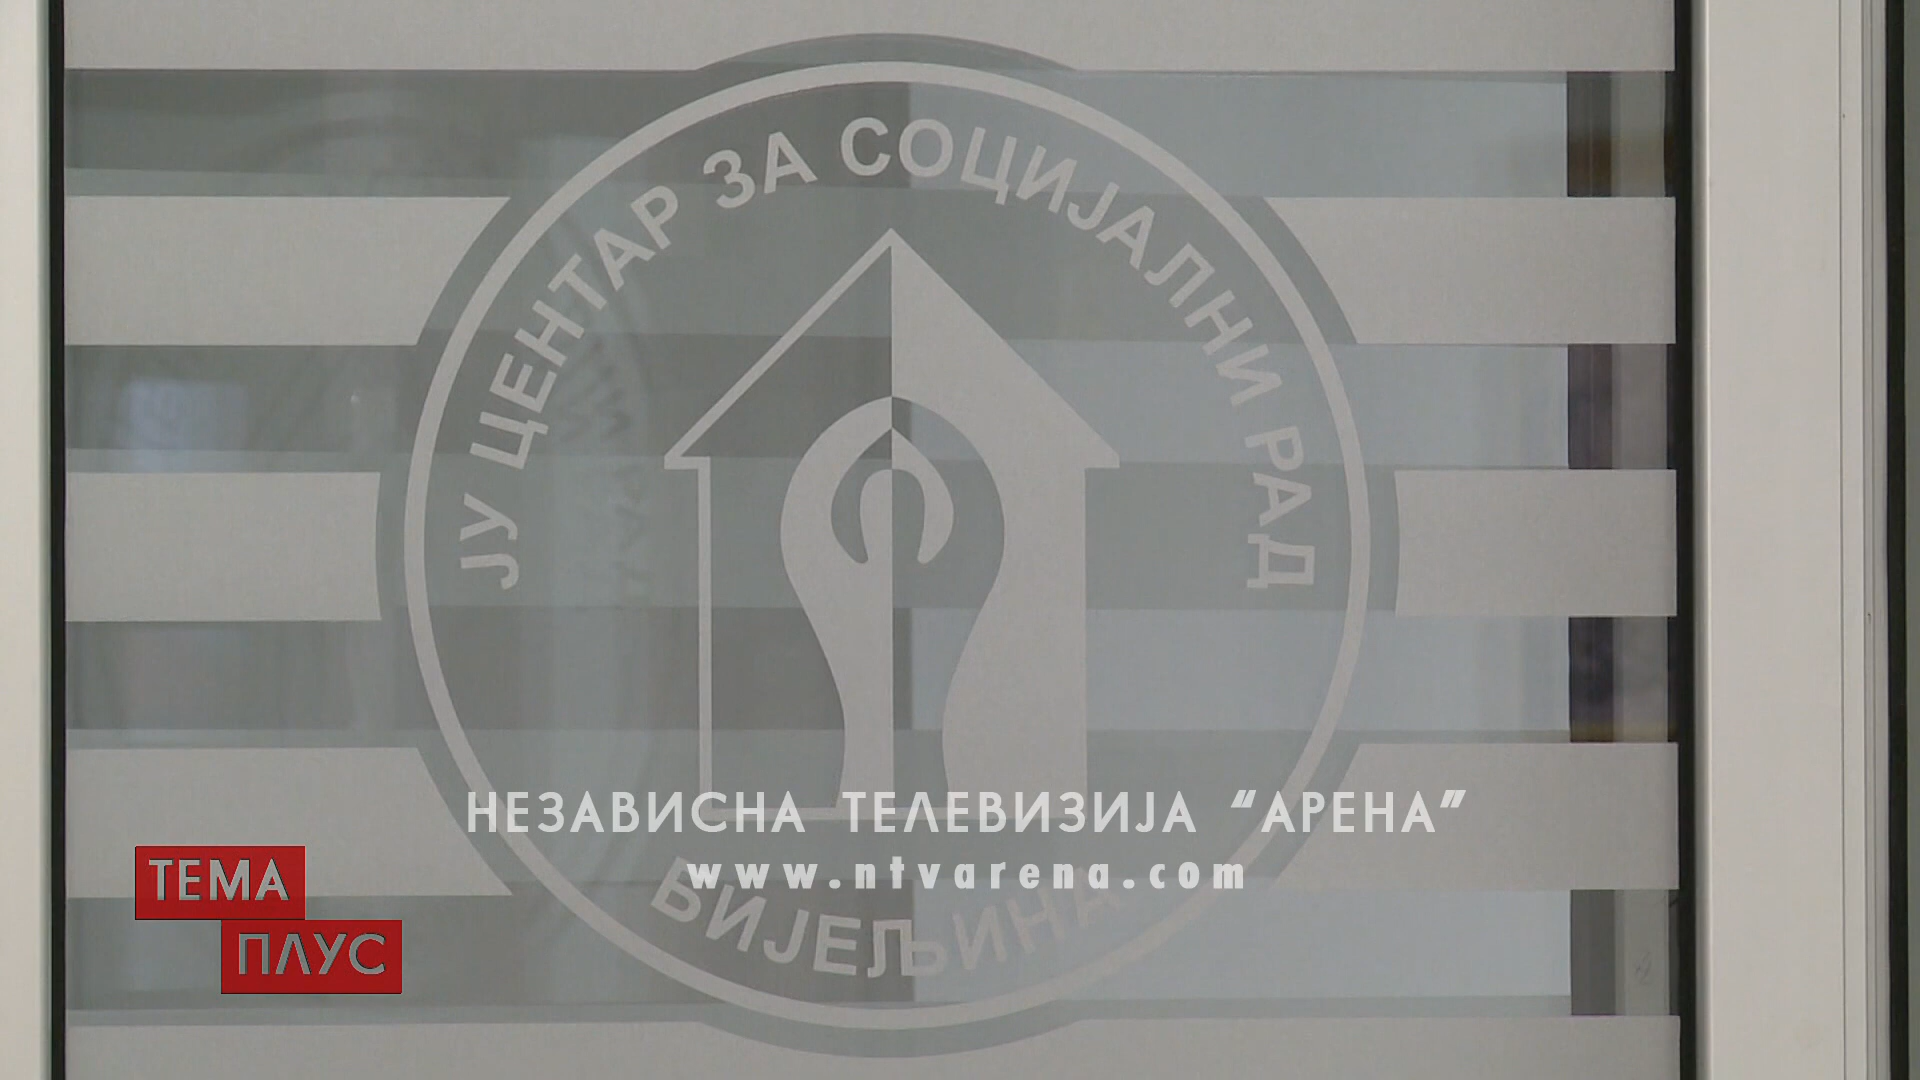 ЈУ ЦЕНТАР ЗА СОЦИЈАЛНИ РАД
БИЈЕЉИНА
НЕЗАВИСНА ТЕЛЕВИЗИЈА “АРЕНА”
www.ntvarena.com
ТЕМА
ПЛУС